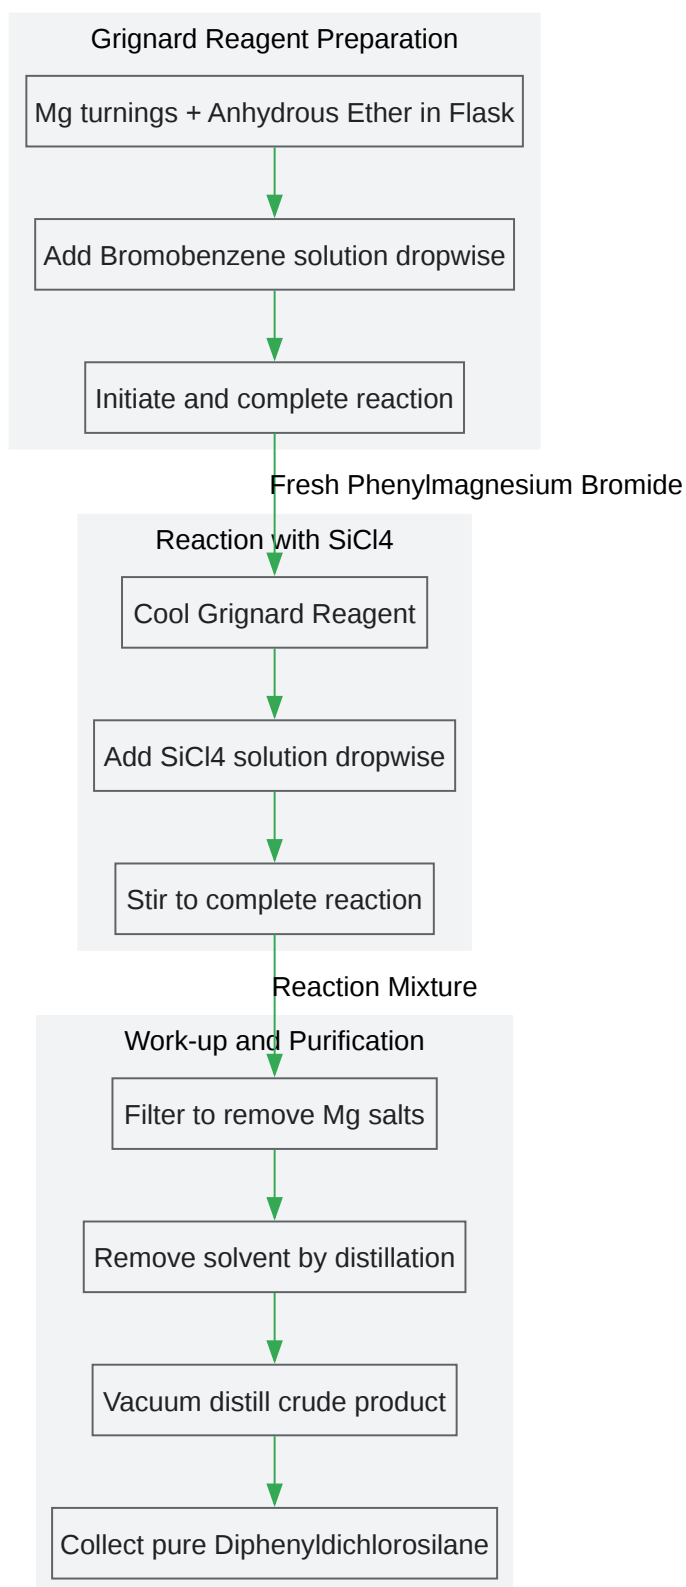 Grignard Reagent Preparation
Mg turnings + Anhydrous Ether in Flask
Add Bromobenzene solution dropwise
Initiate and complete reaction
Fresh Phenylmagnesium Bromide
Reaction with SiCl4
Cool Grignard Reagent
Add SiCl4 solution dropwise
Stir to complete reaction
Reaction Mixture
Work-up and Purification
Filter to remove Mg salts
Remove solvent by distillation
Vacuum distill crude product
Collect pure Diphenyldichlorosilane